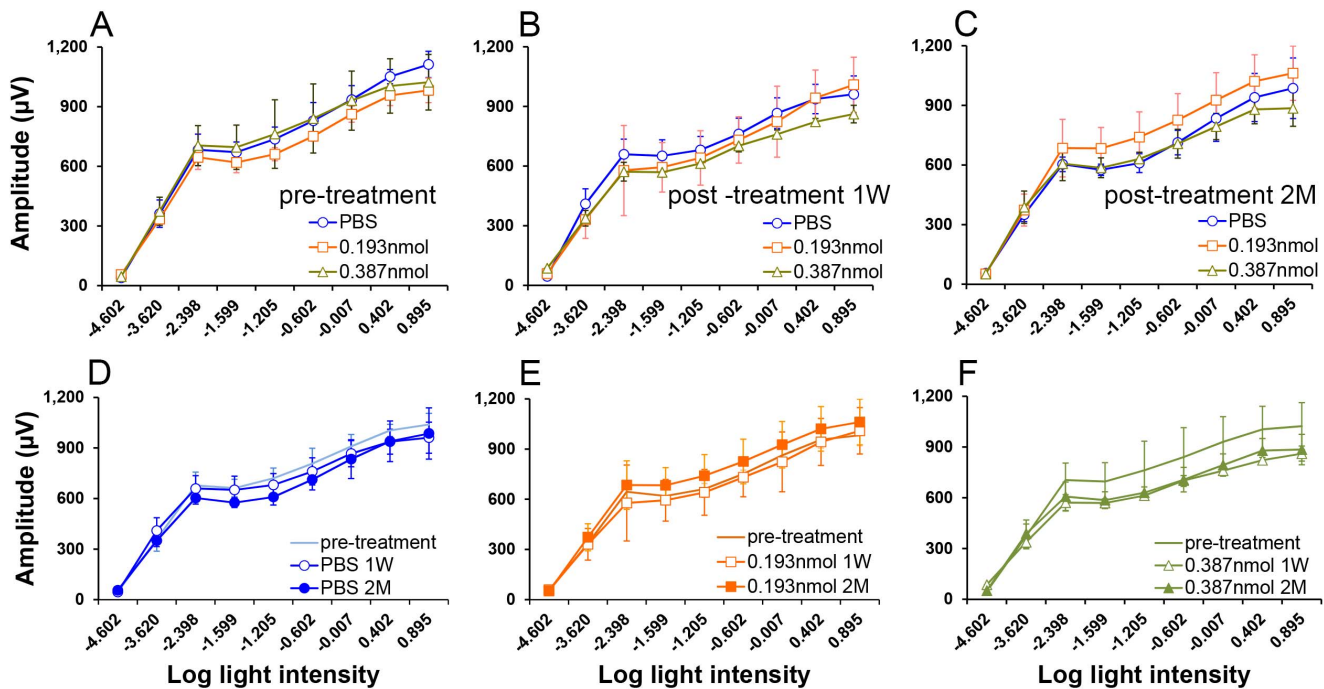 A
Amplitude (µV)
1,200
900
600
300
0
pre-treatment
PBS
0.193nmol
0.387nmol
-4.602
-3.620
-2.398
-1.599
-1.205
-0.602
-0.007
0.402
0.895
B
1,200
900
600
300
0
post -treatment 1W
PBS
0.193nmol
0.387nmol
-4.602
-3.620
-2.398
-1.599
-1.205
-0.602
-0.007
0.402
0.895
C
1,200
900
600
300
0
post-treatment 2M
PBS
0.193nmol
0.387nmol
-4.602
-3.620
-2.398
-1.599
-1.205
-0.602
-0.007
0.402
0.895
D
Amplitude (µV)
1,200
900
600
300
0
pre-treatment
PBS 1W
PBS 2M
-4.602
-3.620
-2.398
-1.599
-1.205
-0.602
-0.007
0.402
0.895
Log light intensity
E
1,200
900
600
300
0
pre-treatment
0.193nmol 1W
0.193nmol 2M
-4.602
-3.620
-2.398
-1.599
-1.205
-0.602
-0.007
0.402
0.895
Log light intensity
F
1,200
900
600
300
0
pre-treatment
0.387nmol 1W
0.387nmol 2M
-4.602
-3.620
-2.398
-1.599
-1.205
-0.602
-0.007
0.402
0.895
Log light intensity